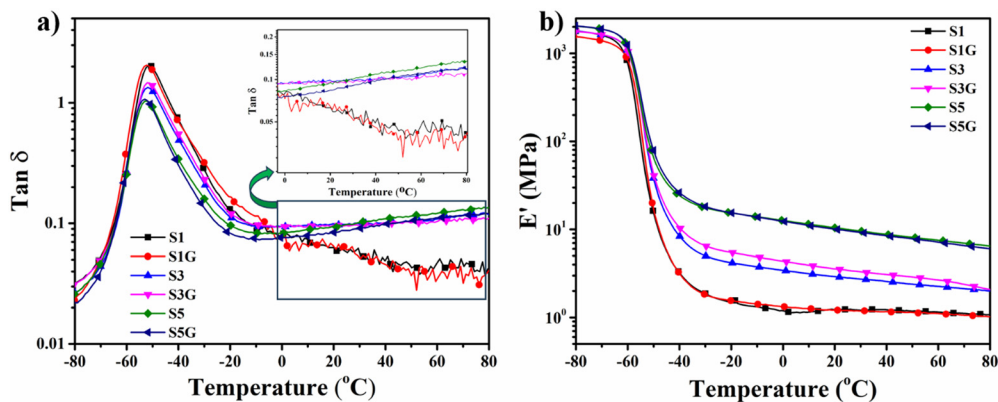 a)
Tan δ
10
1
0.1
0.01
-80 -60 -40 -20 0 20 40 60 80
Temperature (°C)
S1
S1G
S3
S3G
S5
S5G
Tan δ
0.2
0.15
0.1
0.05
0 20 40 60 80
Temperature (°C)
b)
E' (MPa)
10³
10²
10¹
10⁰
-80 -60 -40 -20 0 20 40 60 80
Temperature (°C)
S1
S1G
S3
S3G
S5
S5G